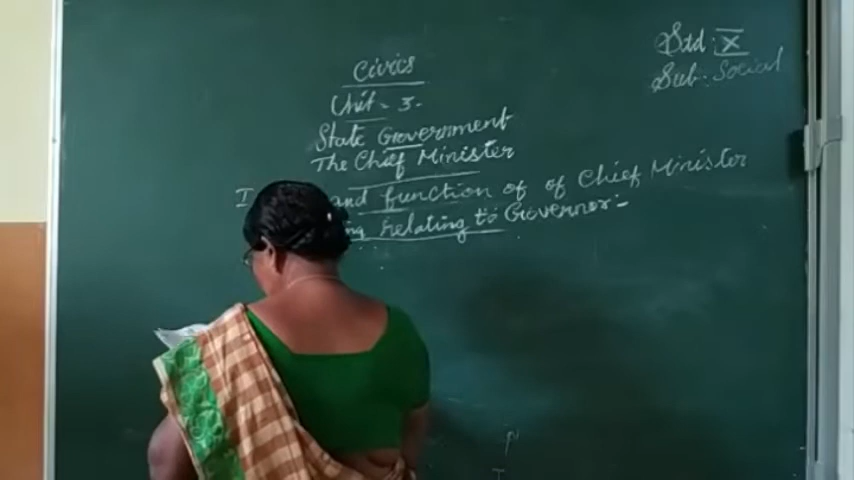 Std : X
Sub : Social
Civics
Unit - 3.
State Government
The Chief Minister
I and function of of Chief Minister
relating to Governor:-